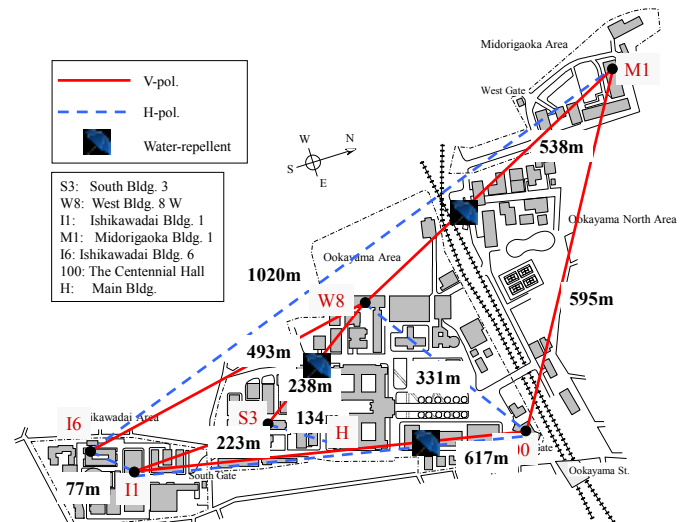 Midorigaoka Area
M1
V-pol.
H-pol.
Water-repellent
West Gate
W
N
S
E
538m
S3: South Bldg. 3
W8: West Bldg. 8 W
I1: Ishikawadai Bldg. 1
M1: Midorigaoka Bldg. 1
I6: Ishikawadai Bldg. 6
100: The Centennial Hall
H: Main Bldg.
Ookayama North Area
Ookayama Area
1020m
595m
W8
493m
331m
238m
I6
ikawadai Area
S3
134
H
223m
617m
I1
77m
South Gate
Ookayama St.